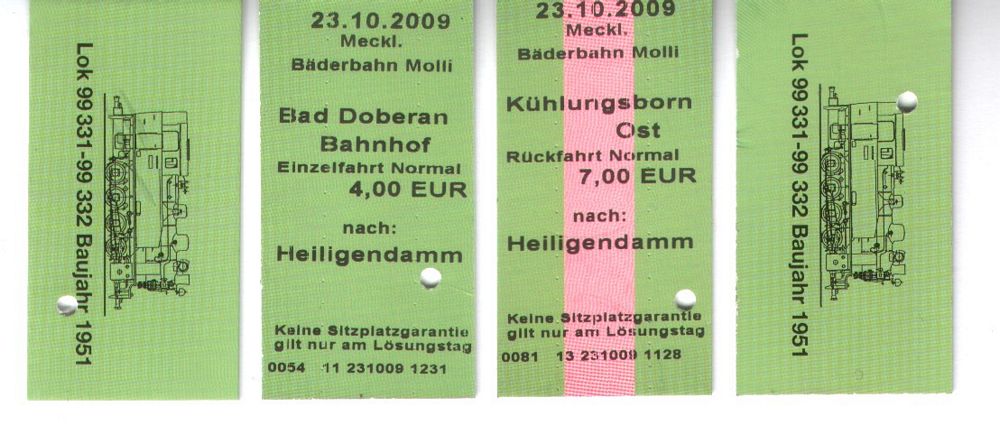 Lok 99 331-99 332 Baujahr 1951
23.10.2009
Meckl.
Bäderbahn Molli
Bad Doberan
Bahnhof
Einzelfahrt Normal
4,00 EUR
nach:
Heiligendamm
Keine Sitzplatzgarantie
gilt nur am Lösungstag
0054 11 231009 1231
23.10.2009
Meckl.
Bäderbahn Molli
Kühlungsborn
Ost
Rückfahrt Normal
7,00 EUR
nach:
Heiligendamm
Keine Sitzplatzgarantie
gilt nur am Lösungstag
0081 13 231009 1128
Lok 99 331-99 332 Baujahr 1951